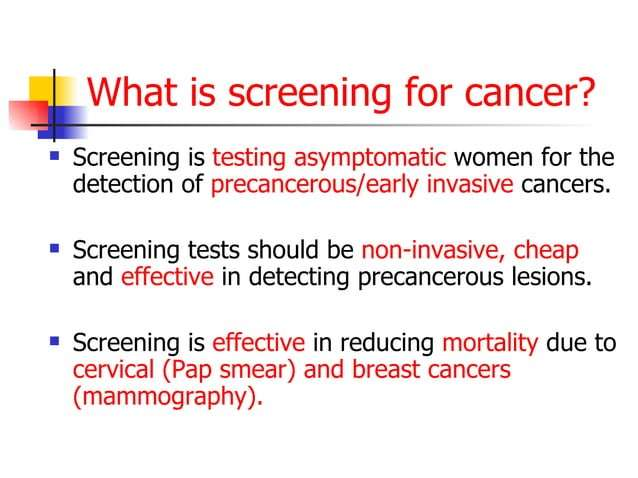 What is screening for cancer?
Screening is testing asymptomatic women for the
detection of precancerous/early invasive cancers.
Screening tests should be non-invasive, cheap
and effective in detecting precancerous lesions.
Screening is effective in reducing mortality due to
cervical (Pap smear) and breast cancers
(mammography).